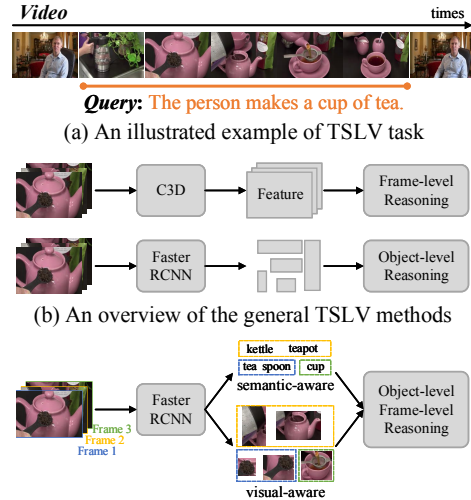 Video
times
Query: The person makes a cup of tea.
(a) An illustrated example of TSLV task
C3D
Feature
Frame-level
Reasoning
Faster
RCNN
Object-level
Reasoning
(b) An overview of the general TSLV methods
kettle teapot
tea spoon cup
semantic-aware
Faster
RCNN
Object-level
Frame-level
Reasoning
Frame 3
Frame 2
Frame 1
visual-aware